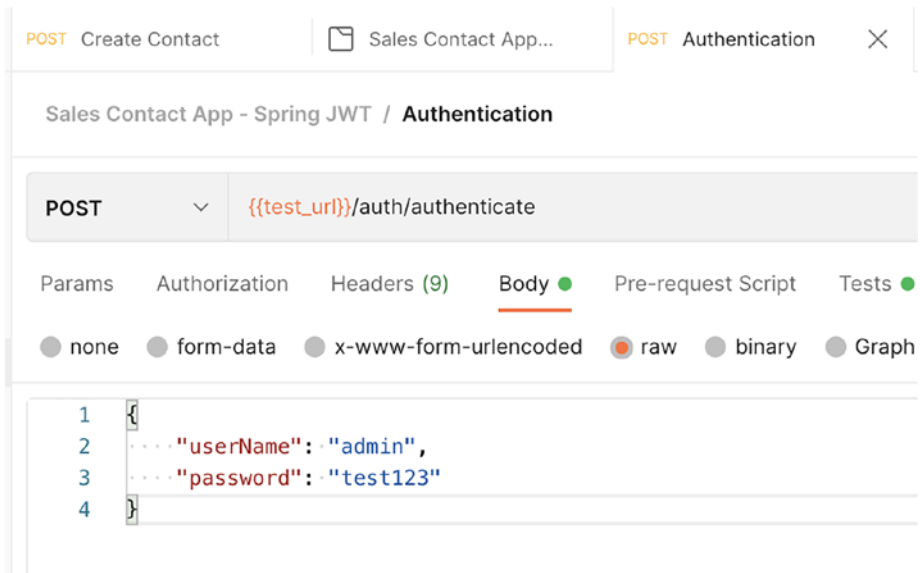 POST Create Contact Sales Contact App... POST Authentication
Sales Contact App - Spring JWT / Authentication
POST {{test_url}}/auth/authenticate
Params Authorization Headers (9) Body Pre-request Script Tests
none form-data x-www-form-urlencoded raw binary Graph
1 {
2 ····"userName":·"admin",
3 ····"password":·"test123"
4 }